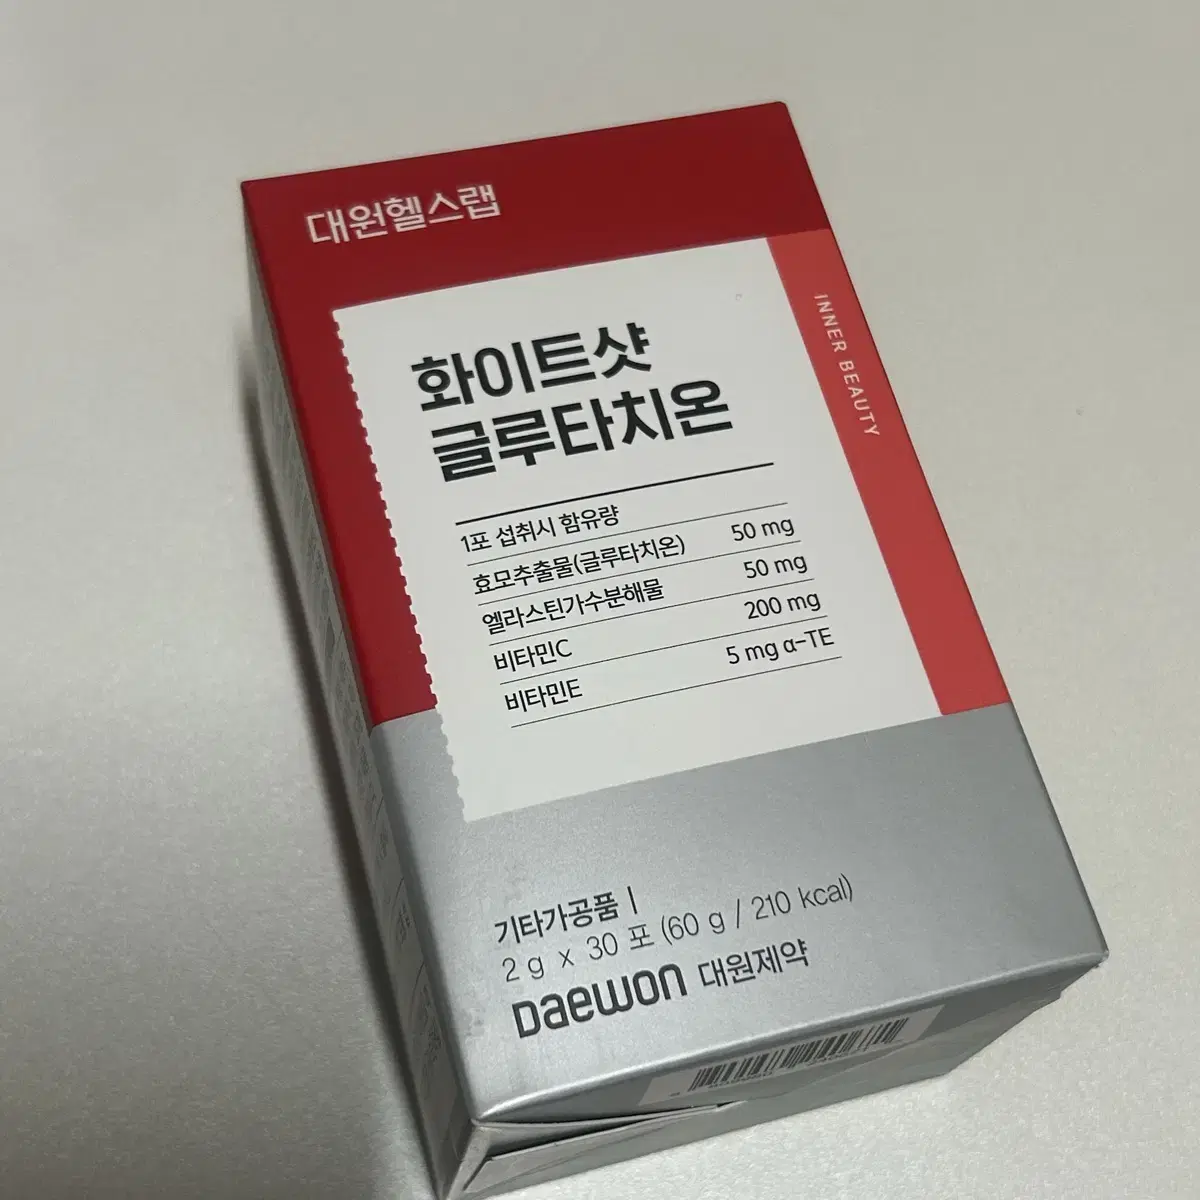 대원헬스랩
INNER BEAUTY
화이트샷
글루타치온
1포 섭취시 함유량
효모추출물(글루타치온) 50 mg
엘라스틴가수분해물 50 mg
비타민C 200 mg
비타민E 5 mg α-TE
기타가공품 |
2 g x 30 포 (60 g / 210 kcal)
Daewon 대원제약